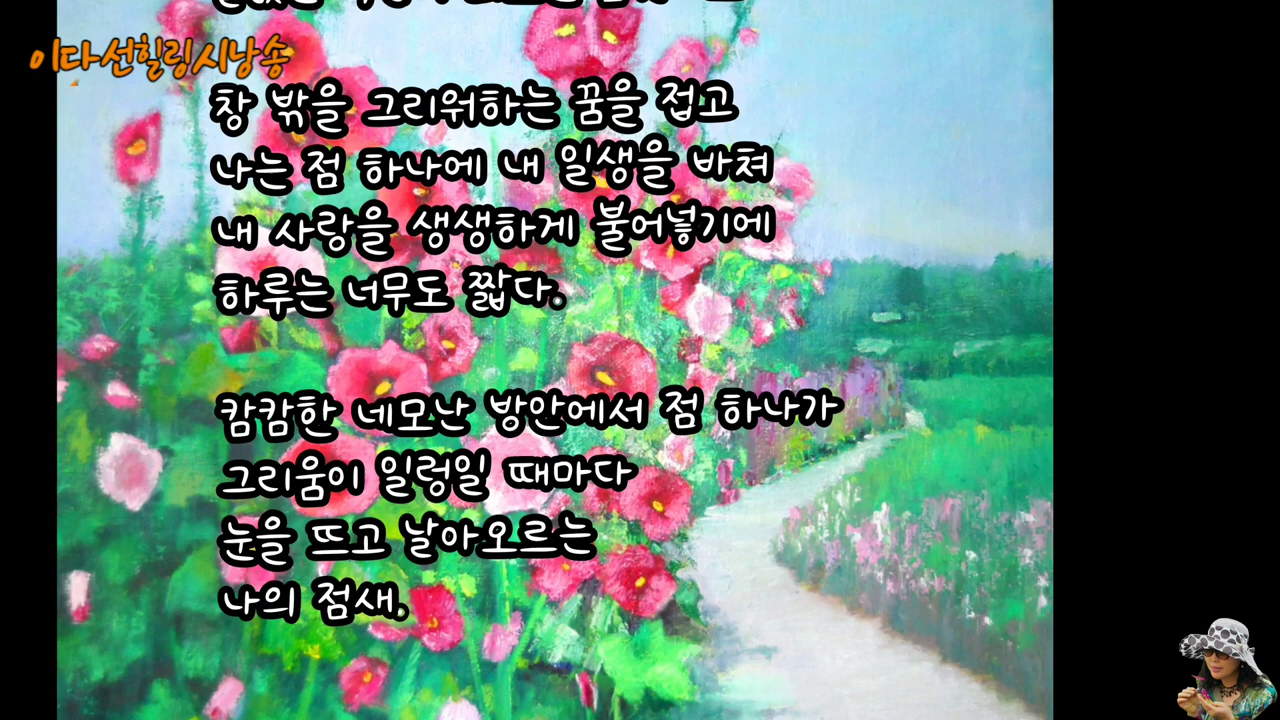 이다선힐링시낭송
창 밖을 그리워하는 꿈을 접고
나는 점 하나에 내 일생을 바쳐
내 사랑을 생생하게 불어넣기에
하루는 너무도 짧다.
캄캄한 네모난 방안에서 점 하나가
그리움이 일렁일 때마다
눈을 뜨고 날아오르는
나의 점새.